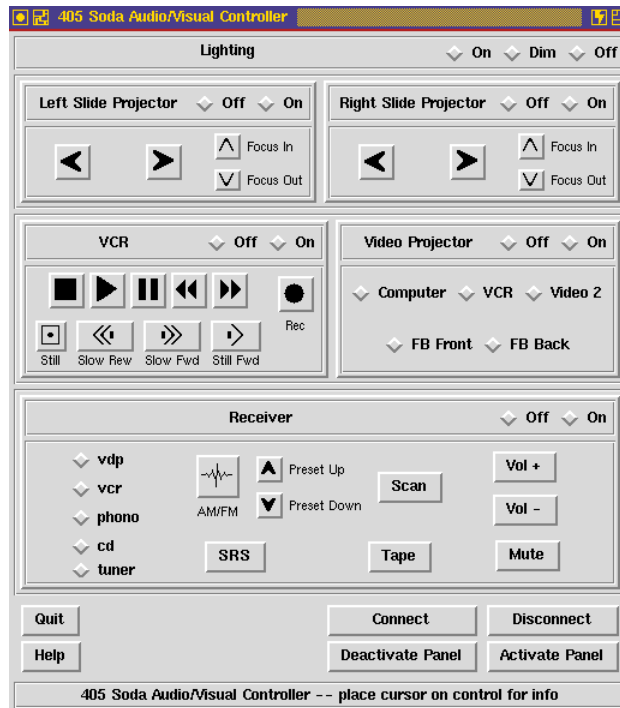 405 Soda Audio/Visual Controller
Lighting On Dim Off
Left Slide Projector Off On
Focus In
Focus Out
Right Slide Projector Off On
Focus In
Focus Out
VCR Off On
Rec
Still Slow Rew Slow Fwd Still Fwd
Video Projector Off On
Computer VCR Video 2
FB Front FB Back
Receiver Off On
vdp
vcr
phono
cd
tuner
AM/FM
Preset Up
Preset Down
Scan
SRS
Tape
Vol +
Vol -
Mute
Quit Connect Disconnect
Help Deactivate Panel Activate Panel
405 Soda Audio/Visual Controller -- place cursor on control for info